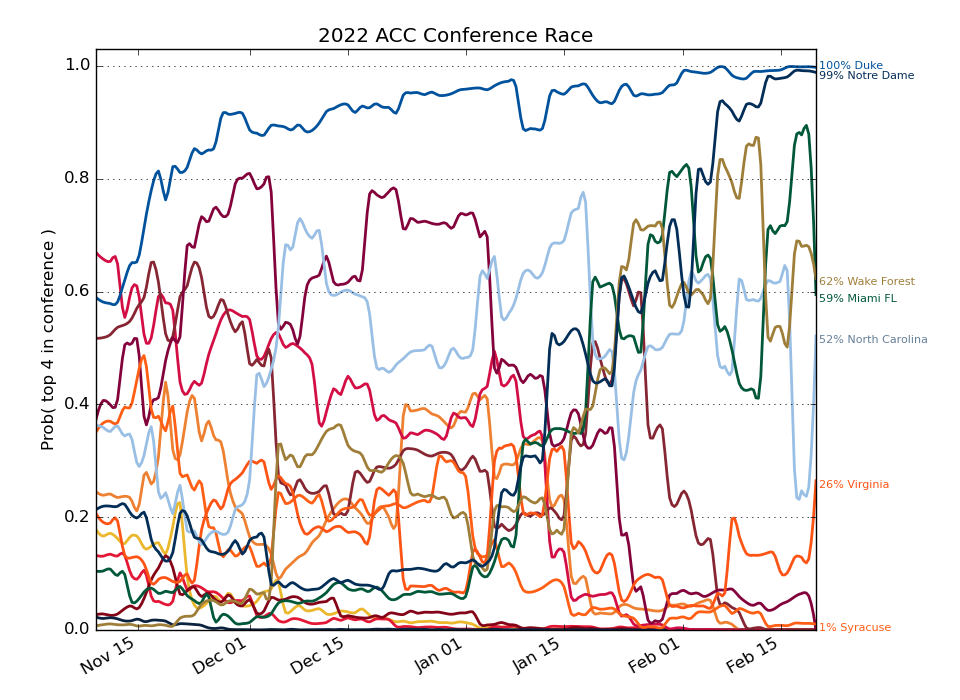 2022 ACC Conference Race
Prob( top 4 in conference )
1.0
0.8
0.6
0.4
0.2
0.0
Nov 15
Dec 01
Dec 15
Jan 01
Jan 15
Feb 01
Feb 15
100% Duke
99% Notre Dame
62% Wake Forest
59% Miami FL
52% North Carolina
26% Virginia
1% Syracuse